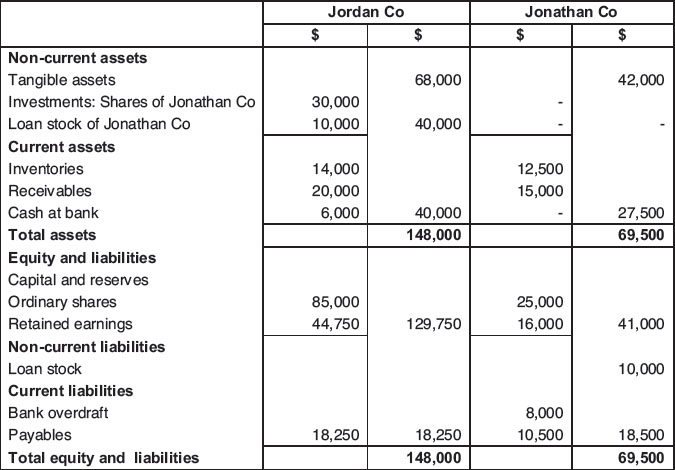 Jordan Co Jonathan Co
$ $ $ $
Non-current assets
Tangible assets 68,000 42,000
Investments: Shares of Jonathan Co 30,000 -
Loan stock of Jonathan Co 10,000 40,000 - -
Current assets
Inventories 14,000 12,500
Receivables 20,000 15,000
Cash at bank 6,000 40,000 - 27,500
Total assets 148,000 69,500
Equity and liabilities
Capital and reserves
Ordinary shares 85,000 25,000
Retained earnings 44,750 129,750 16,000 41,000
Non-current liabilities
Loan stock 10,000
Current liabilities
Bank overdraft 8,000
Payables 18,250 18,250 10,500 18,500
Total equity and liabilities 148,000 69,500